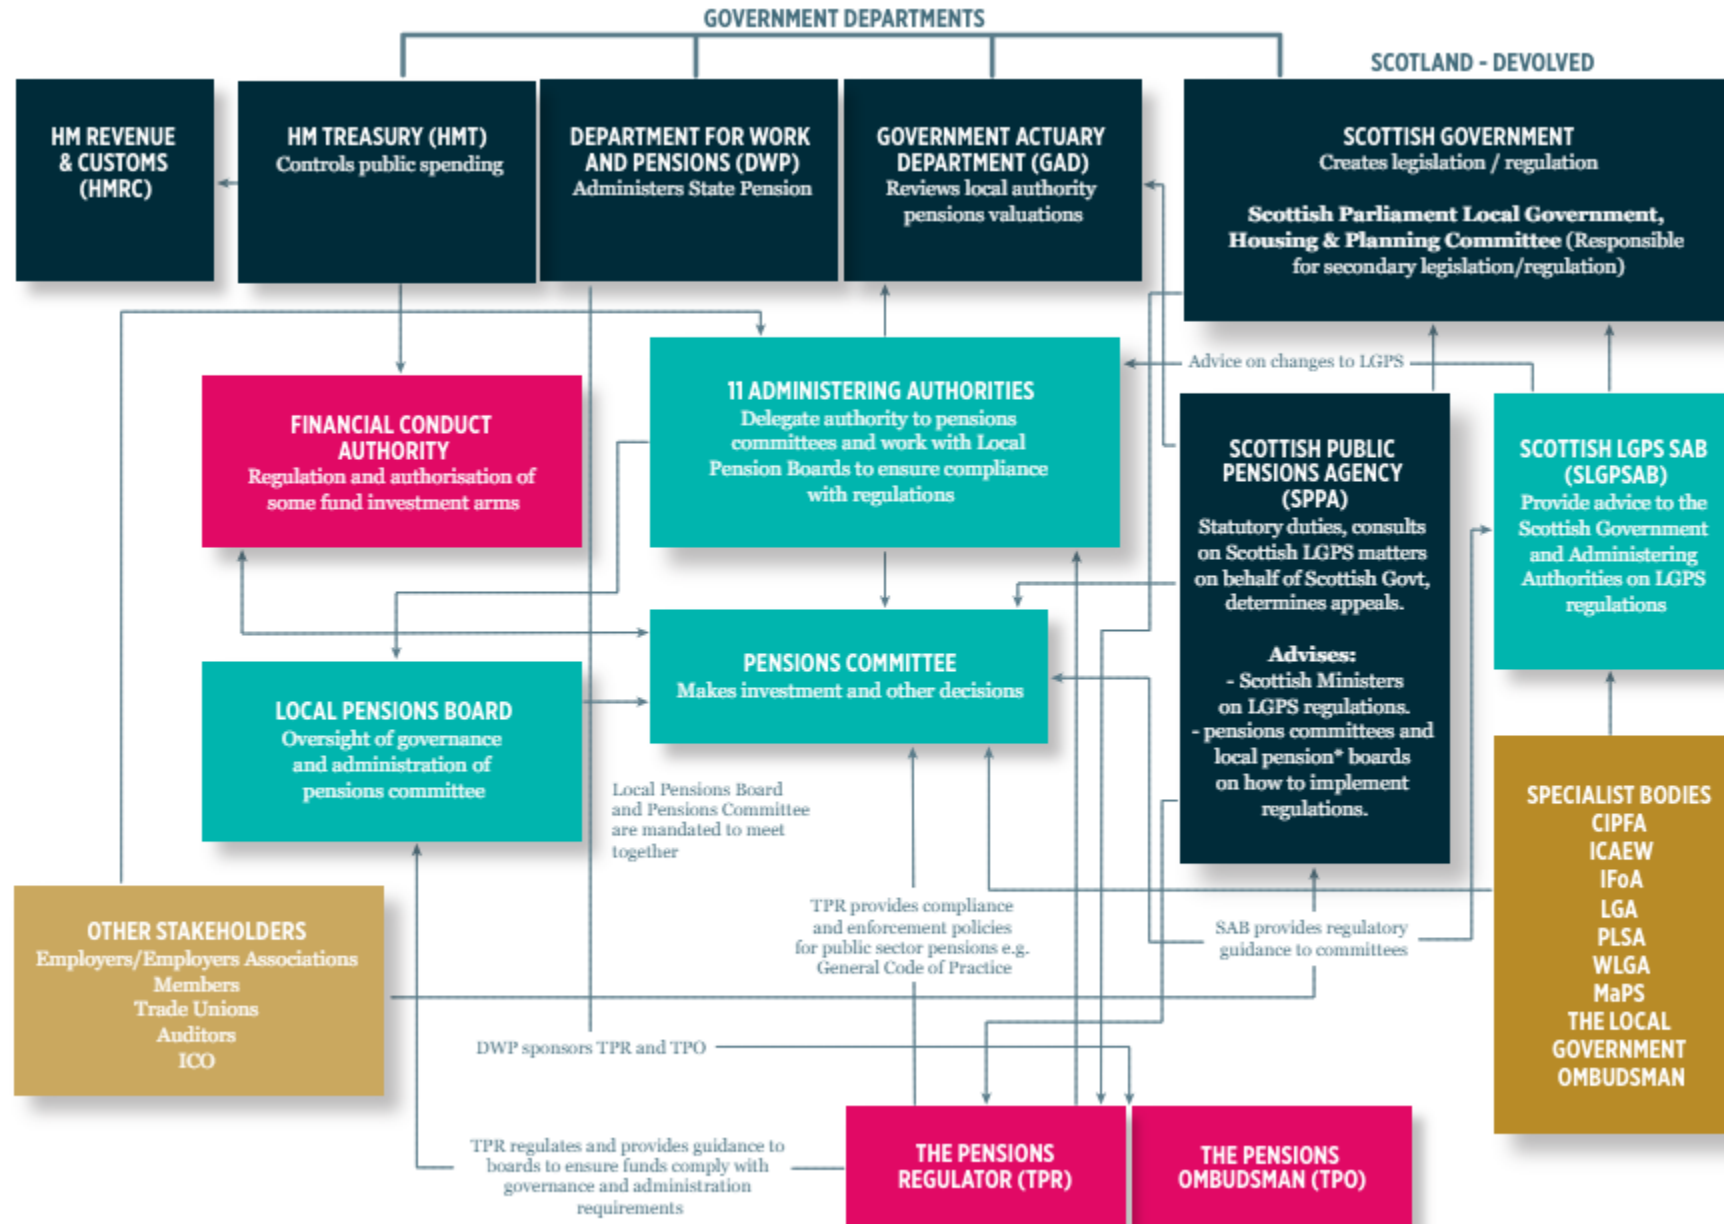 GOVERNMENT DEPARTMENTS
SCOTLAND - DEVOLVED
HM REVENUE
& CUSTOMS
(HMRC)
HM TREASURY (HMT)
Controls public spending
DEPARTMENT FOR WORK
AND PENSIONS (DWP)
Administers State Pension
GOVERNMENT ACTUARY
DEPARTMENT (GAD)
Reviews local authority
pensions valuations
SCOTTISH GOVERNMENT
Creates legislation / regulation
Scottish Parliament Local Government,
Housing & Planning Committee (Responsible
for secondary legislation/regulation)
FINANCIAL CONDUCT
AUTHORITY
Regulation and authorisation of
some fund investment arms
11 ADMINISTERING AUTHORITIES
Delegate authority to pensions
committees and work with Local
Pension Boards to ensure compliance
with regulations
Advice on changes to LGPS
SCOTTISH PUBLIC
PENSIONS AGENCY
(SPPA)
Statutory duties, consults
on Scottish LGPS matters
on behalf of Scottish Govt,
determines appeals.
Advises:
- Scottish Ministers
on LGPS regulations.
- pensions committees and
local pension* boards
on how to implement
regulations.
SCOTTISH LGPS SAB
(SLGPSAB)
Provide advice to the
Scottish Government
and Administering
Authorities on LGPS
regulations
LOCAL PENSIONS BOARD
Oversight of governance
and administration of
pensions committee
PENSIONS COMMITTEE
Makes investment and other decisions
Local Pensions Board
and Pensions Committee
are mandated to meet
together
OTHER STAKEHOLDERS
Employers/Employers Associations
Members
Trade Unions
Auditors
ICO
TPR provides compliance
and enforcement policies
for public sector pensions e.g.
General Code of Practice
SAB provides regulatory
guidance to committees
SPECIALIST BODIES
CIPFA
ICAEW
IFoA
LGA
PLSA
WLGA
MaPS
THE LOCAL
GOVERNMENT
OMBUDSMAN
DWP sponsors TPR and TPO
TPR regulates and provides guidance to
boards to ensure funds comply with
governance and administration
requirements
THE PENSIONS
REGULATOR (TPR)
THE PENSIONS
OMBUDSMAN (TPO)